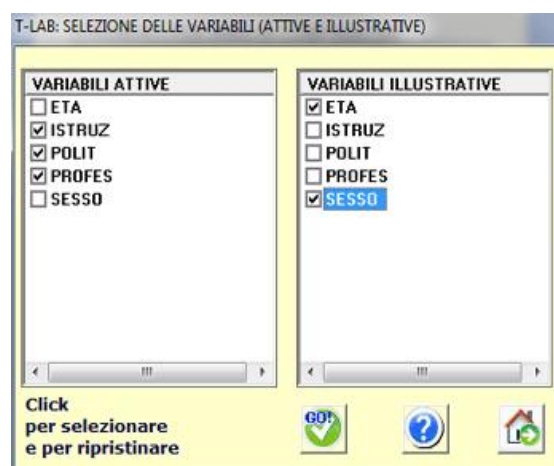 T-LAB: SELEZIONE DELLE VARIABILI (ATTIVE E ILLUSTRATIVE)
VARIABILI ATTIVE
ETA
ISTRUZ
POLIT
PROFES
SESSO
VARIABILI ILLUSTRATIVE
ETA
ISTRUZ
POLIT
PROFES
SESSO
Click
per selezionare
e per ripristinare
GO!
?